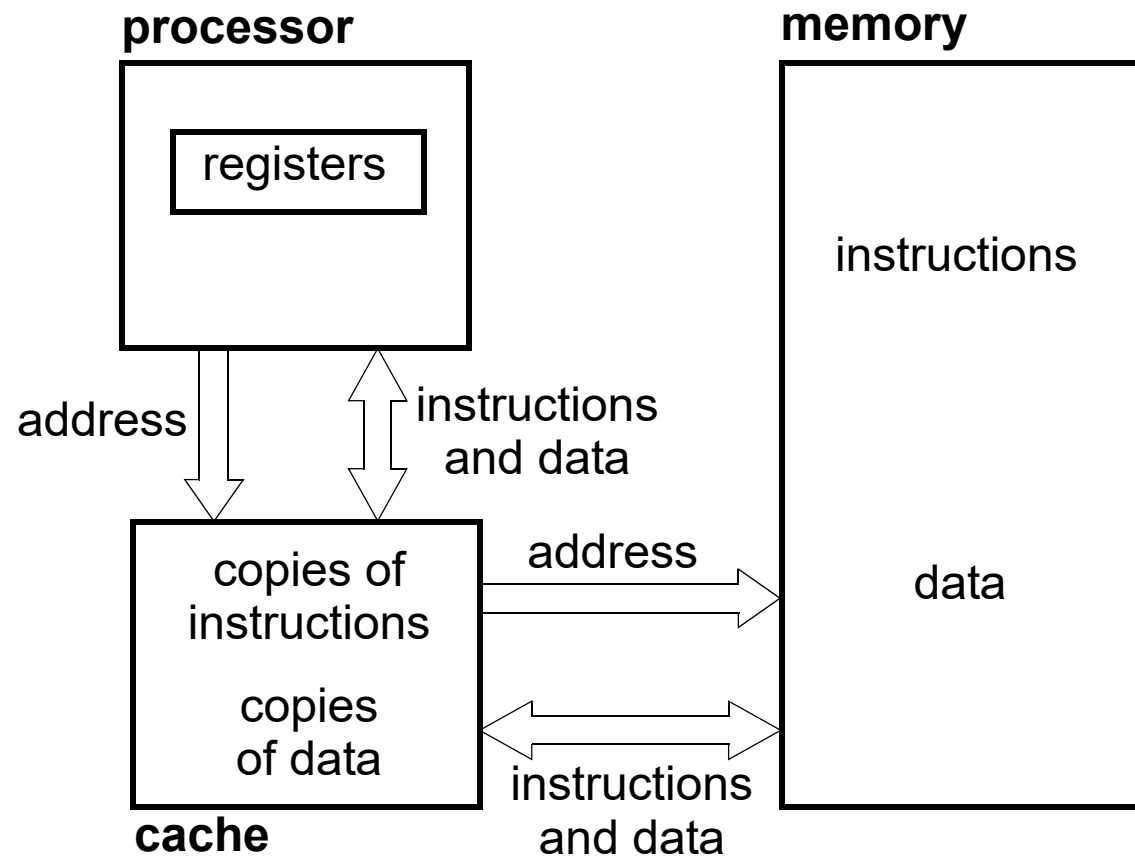 processor
memory
registers
instructions
address
instructions
and data
copies of
instructions
address
data
copies
of data
instructions
and data
cache